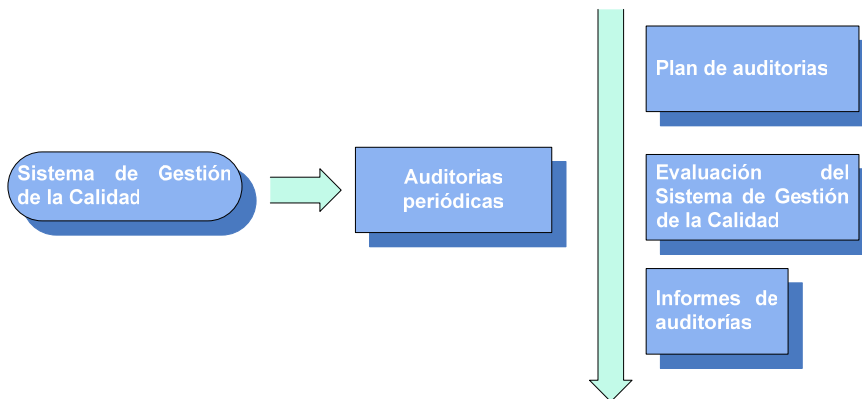 Sistema de Gestión
de la Calidad
Auditorias
periódicas
Plan de auditorias
Evaluación del
Sistema de Gestión
de la Calidad
Informes de
auditorías